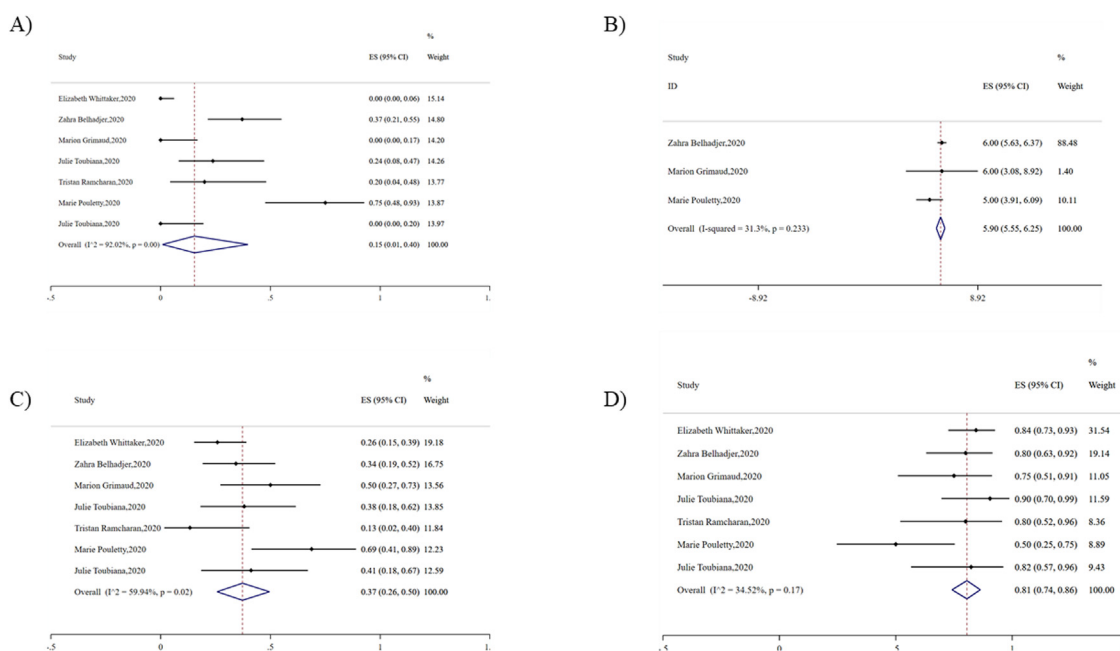 A)
%
Study ES (95% CI) Weight
Elizabeth Whittaker,2020 0.00 (0.00, 0.06) 15.14
Zahra Belhadjer,2020 0.37 (0.21, 0.55) 14.80
Marion Grimaud,2020 0.00 (0.00, 0.17) 14.20
Julie Toubiana,2020 0.24 (0.08, 0.47) 14.26
Tristan Ramcharan,2020 0.20 (0.04, 0.48) 13.77
Marie Pouletty,2020 0.75 (0.48, 0.93) 13.87
Julie Toubiana,2020 0.00 (0.00, 0.20) 13.97
Overall (I^2 = 92.02%, p = 0.00) 0.15 (0.01, 0.40) 100.00
-.5 0 .5 1 1.
B)
Study %
ID ES (95% CI) Weight
Zahra Belhadjer,2020 6.00 (5.63, 6.37) 88.48
Marion Grimaud,2020 6.00 (3.08, 8.92) 1.40
Marie Pouletty,2020 5.00 (3.91, 6.09) 10.11
Overall (I-squared = 31.3%, p = 0.233) 5.90 (5.55, 6.25) 100.00
-8.92 8.92
C)
%
Study ES (95% CI) Weight
Elizabeth Whittaker,2020 0.26 (0.15, 0.39) 19.18
Zahra Belhadjer,2020 0.34 (0.19, 0.52) 16.75
Marion Grimaud,2020 0.50 (0.27, 0.73) 13.56
Julie Toubiana,2020 0.38 (0.18, 0.62) 13.85
Tristan Ramcharan,2020 0.13 (0.02, 0.40) 11.84
Marie Pouletty,2020 0.69 (0.41, 0.89) 12.23
Julie Toubiana,2020 0.41 (0.18, 0.67) 12.59
Overall (I^2 = 59.94%, p = 0.02) 0.37 (0.26, 0.50) 100.00
-.5 0 .5 1 1.
D)
%
Study ES (95% CI) Weight
Elizabeth Whittaker,2020 0.84 (0.73, 0.93) 31.54
Zahra Belhadjer,2020 0.80 (0.63, 0.92) 19.14
Marion Grimaud,2020 0.75 (0.51, 0.91) 11.05
Julie Toubiana,2020 0.90 (0.70, 0.99) 11.59
Tristan Ramcharan,2020 0.80 (0.52, 0.96) 8.36
Marie Pouletty,2020 0.50 (0.25, 0.75) 8.89
Julie Toubiana,2020 0.82 (0.57, 0.96) 9.43
Overall (I^2 = 34.52%, p = 0.17) 0.81 (0.74, 0.86) 100.00
-.5 0 .5 1